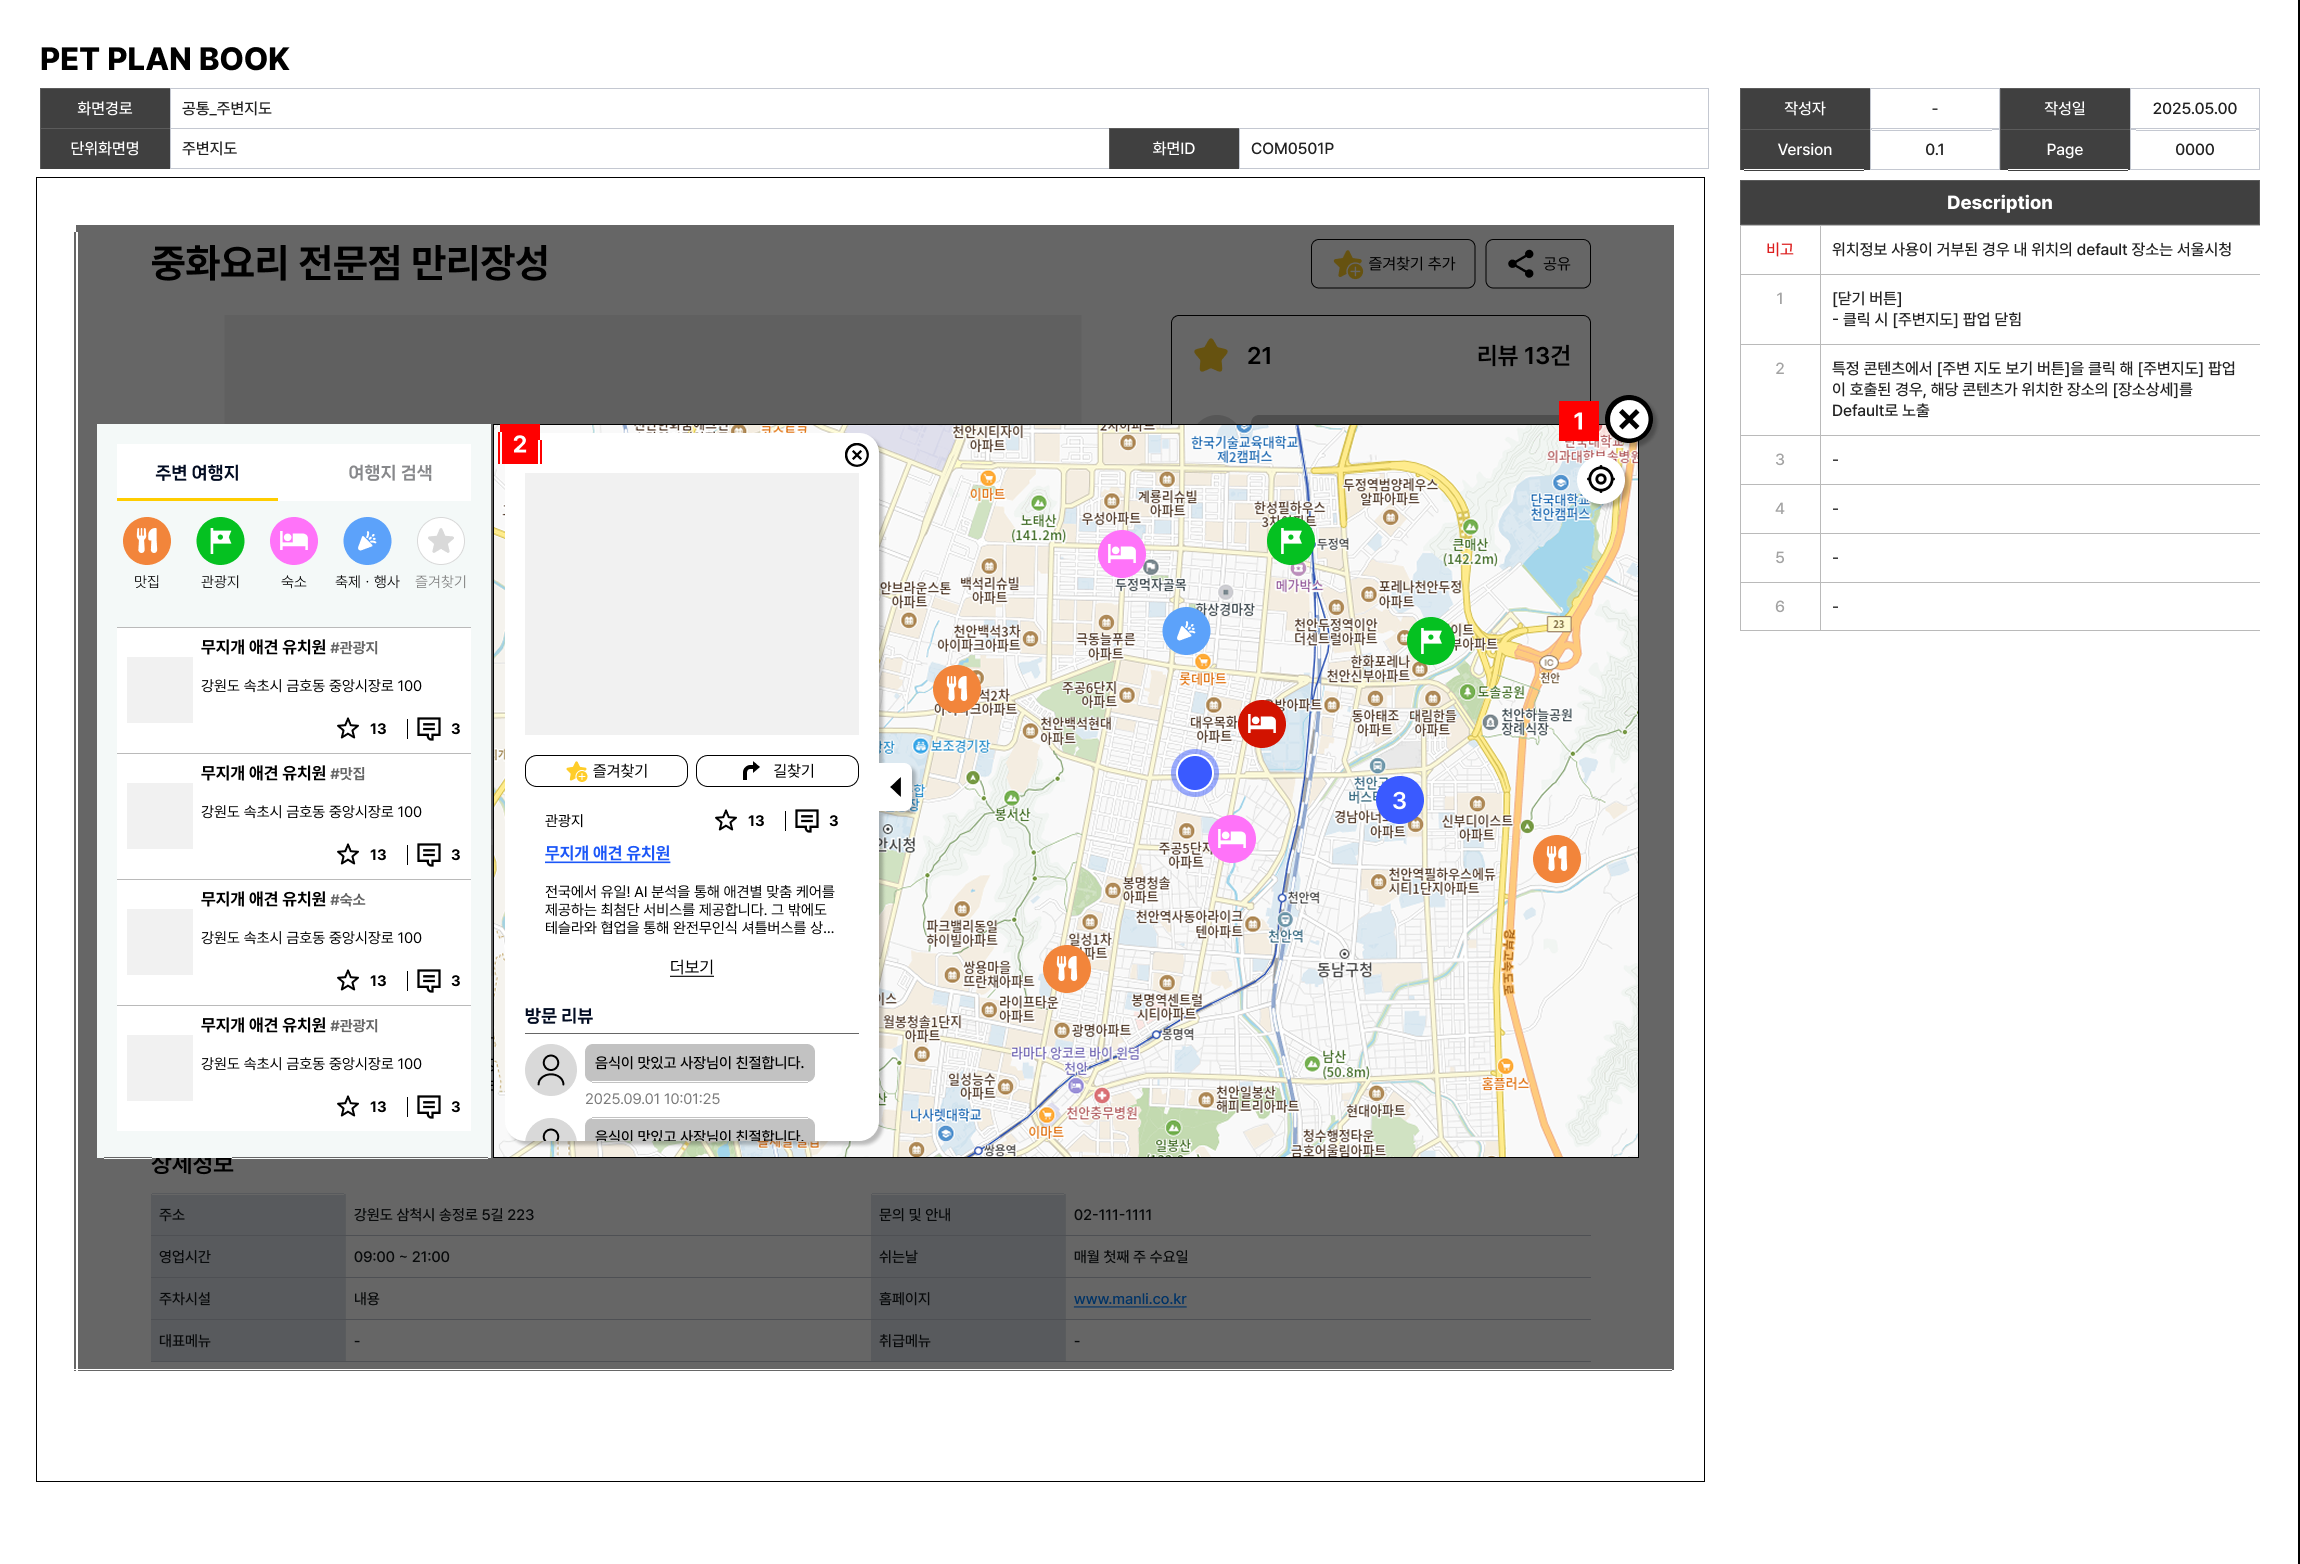 PET PLAN BOOK
화면경로
공통_주변지도
단위화면명
주변지도
화면ID
COM0501P
작성자
-
작성일
2025.05.00
Version
0.1
Page
0000
Description
비고
위치정보 사용이 거부된 경우 내 위치의 default 장소는 서울시청
1
[닫기 버튼]
- 클릭 시 [주변지도] 팝업 닫힘
2
특정 콘텐츠에서 [주변 지도 보기 버튼]을 클릭 해 [주변지도] 팝업
이 호출된 경우, 해당 콘텐츠가 위치한 장소의 [장소상세]를
Default로 노출
3
-
4
-
5
-
6
-
중화요리 전문점 만리장성
즐겨찾기 추가
공유
21
리뷰 13건
1
2
주변 여행지
여행지 검색
맛집
관광지
숙소
축제 · 행사
즐겨찾기
무지개 애견 유치원 #관광지
강원도 속초시 금호동 중앙시장로 100
13
3
무지개 애견 유치원 #맛집
강원도 속초시 금호동 중앙시장로 100
13
3
무지개 애견 유치원 #숙소
강원도 속초시 금호동 중앙시장로 100
13
3
무지개 애견 유치원 #관광지
강원도 속초시 금호동 중앙시장로 100
13
3
즐겨찾기
길찾기
관광지
13
3
무지개 애견 유치원
전국에서 유일! AI 분석을 통해 애견별 맞춤 케어를
제공하는 최첨단 서비스를 제공합니다. 그 밖에도
테슬라와 협업을 통해 완전무인식 셔틀버스를 상...
더보기
방문 리뷰
음식이 맛있고 사장님이 친절합니다.
2025.09.01 10:01:25
음식이 맛있고 사장님이 친절합니다.
천안시티자이
아파트
한국기술교육대학교
제2캠퍼스
이마트
노태산
(141.2m)
우성아파트
계룡리슈빌
아파트
한성필하우스
두정역
두정역범양레우스
알파아파트
단국대학교
천안캠퍼스
큰매산
(142.2m)
백석리슈빌
아파트
두정먹자골목
메가박스
포레나천안두정
아파트
화상경마장
천안백석3차
아이파크아파트
극동늘푸른
아파트
천안두정역이안
더센트럴아파트
한화포레나
천안신부아파트
23
IC
천안
롯데마트
주공6단지
아파트
천안백석현대
아파트
대우목화
아파트
동아태조
아파트
대림한들
아파트
도솔공원
천안하늘공원
장례식장
보조경기장
봉서산
3
경남아너
아파트
신부디이스트
아파트
주공5단지
아파트
봉명청솔
아파트
천안역
천안역
천안역사동아라이크
텐아파트
천안필하우스에듀
시티1단지아파트
파크밸리동일
하이빌아파트
일성1차
쌍용마을
뜨란채아파트
라이프타운
아파트
봉명역센트럴
시티아파트
동남구청
경부고속도로
월봉청솔1단지
아파트
광명아파트
봉명역
라마다 앙코르 바이 윈덤
천안
남산
(50.8m)
일성능수
아파트
천안충무병원
천안일봉산
해피트리아파트
현대아파트
홈플러스
나사렛대학교
이마트
쌍용역
일봉산
청수행정타운
금호어울림아파트
상세정보
주소
강원도 삼척시 송정로 5길 223
문의 및 안내
02-111-1111
영업시간
09:00 ~ 21:00
쉬는날
매월 첫째 주 수요일
주차시설
내용
홈페이지
www.manli.co.kr
대표메뉴
-
취급메뉴
-